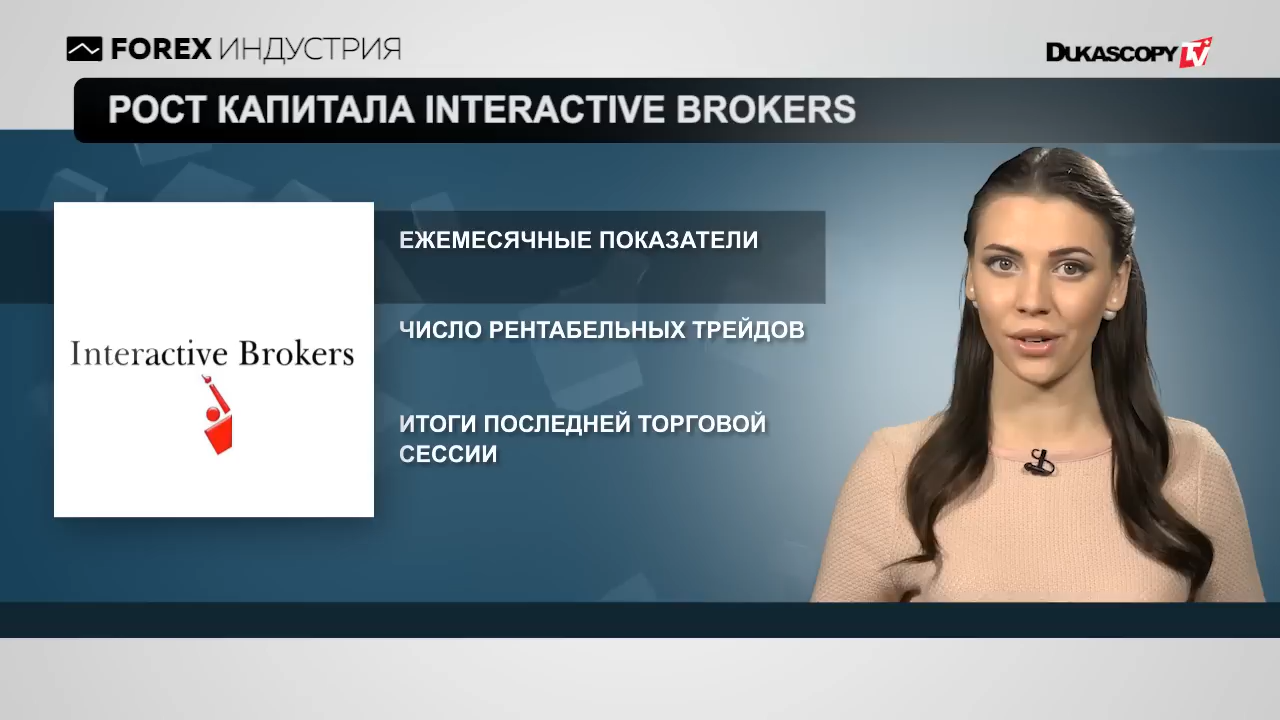 FOREX ИНДУСТРИЯ
DUKASCOPY TV
РОСТ КАПИТАЛА INTERACTIVE BROKERS
ЕЖЕМЕСЯЧНЫЕ ПОКАЗАТЕЛИ
ЧИСЛО РЕНТАБЕЛЬНЫХ ТРЕЙДОВ
Interactive Brokers
ИТОГИ ПОСЛЕДНЕЙ ТОРГОВОЙ
СЕССИИ